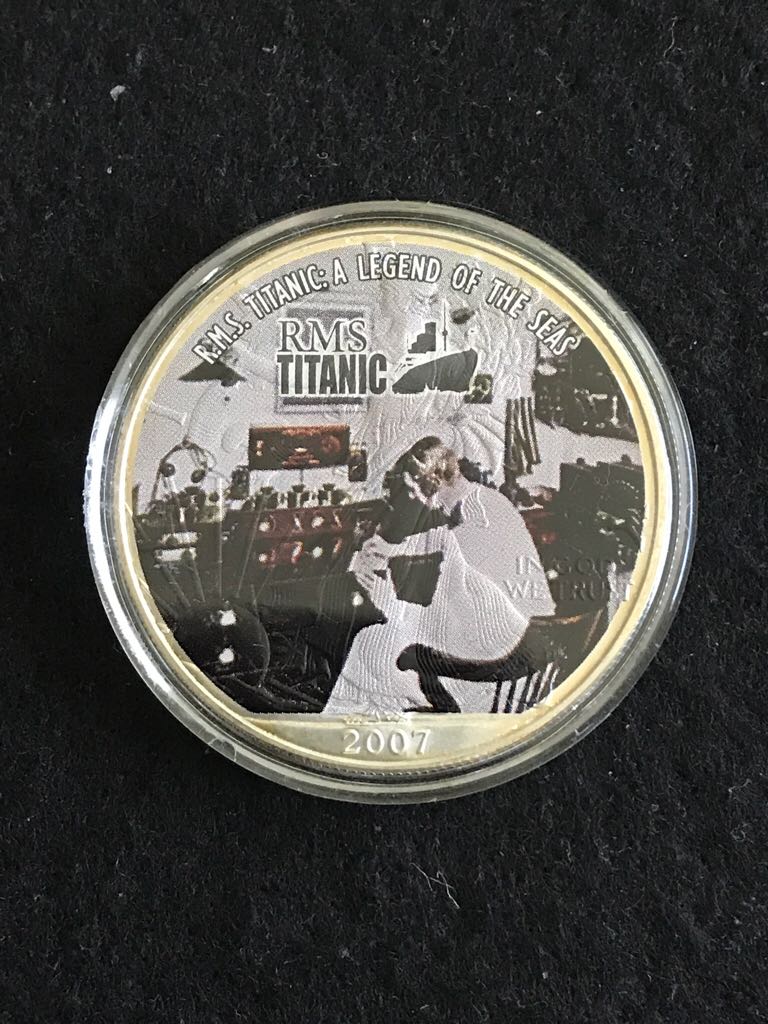 R.M.S. TITANIC: A LEGEND OF THE SEAS
RMS
TITANIC
IN GOD
WE TRUST
2007